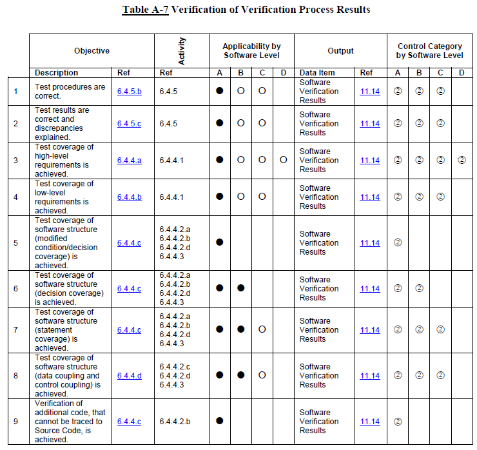 Table A-7 Verification of Verification Process Results
Objective Activity Applicability by Software Level Output Control Category by Software Level
Description Ref Ref A B C D Data Item Ref A B C D
1 Test procedures are correct. 6.4.5.b 6.4.5 ● ○ ○ Software Verification Results 11.14 ② ② ②
2 Test results are correct and discrepancies explained. 6.4.5.c 6.4.5 ● ○ ○ Software Verification Results 11.14 ② ② ②
3 Test coverage of high-level requirements is achieved. 6.4.4.a 6.4.4.1 ● ○ ○ ○ Software Verification Results 11.14 ② ② ② ②
4 Test coverage of low-level requirements is achieved. 6.4.4.b 6.4.4.1 ● ○ ○ Software Verification Results 11.14 ② ② ②
5 Test coverage of software structure (modified condition/decision coverage) is achieved. 6.4.4.c 6.4.4.2.a 6.4.4.2.b 6.4.4.2.d 6.4.4.3 ● Software Verification Results 11.14 ②
6 Test coverage of software structure (decision coverage) is achieved. 6.4.4.c 6.4.4.2.a 6.4.4.2.b 6.4.4.2.d 6.4.4.3 ● ● Software Verification Results 11.14 ② ②
7 Test coverage of software structure (statement coverage) is achieved. 6.4.4.c 6.4.4.2.a 6.4.4.2.b 6.4.4.2.d 6.4.4.3 ● ● ○ Software Verification Results 11.14 ② ② ②
8 Test coverage of software structure (data coupling and control coupling) is achieved. 6.4.4.d 6.4.4.2.c 6.4.4.2.d 6.4.4.3 ● ● ○ Software Verification Results 11.14 ② ② ②
9 Verification of additional code, that cannot be traced to Source Code, is achieved. 6.4.4.c 6.4.4.2.b ● Software Verification Results 11.14 ②